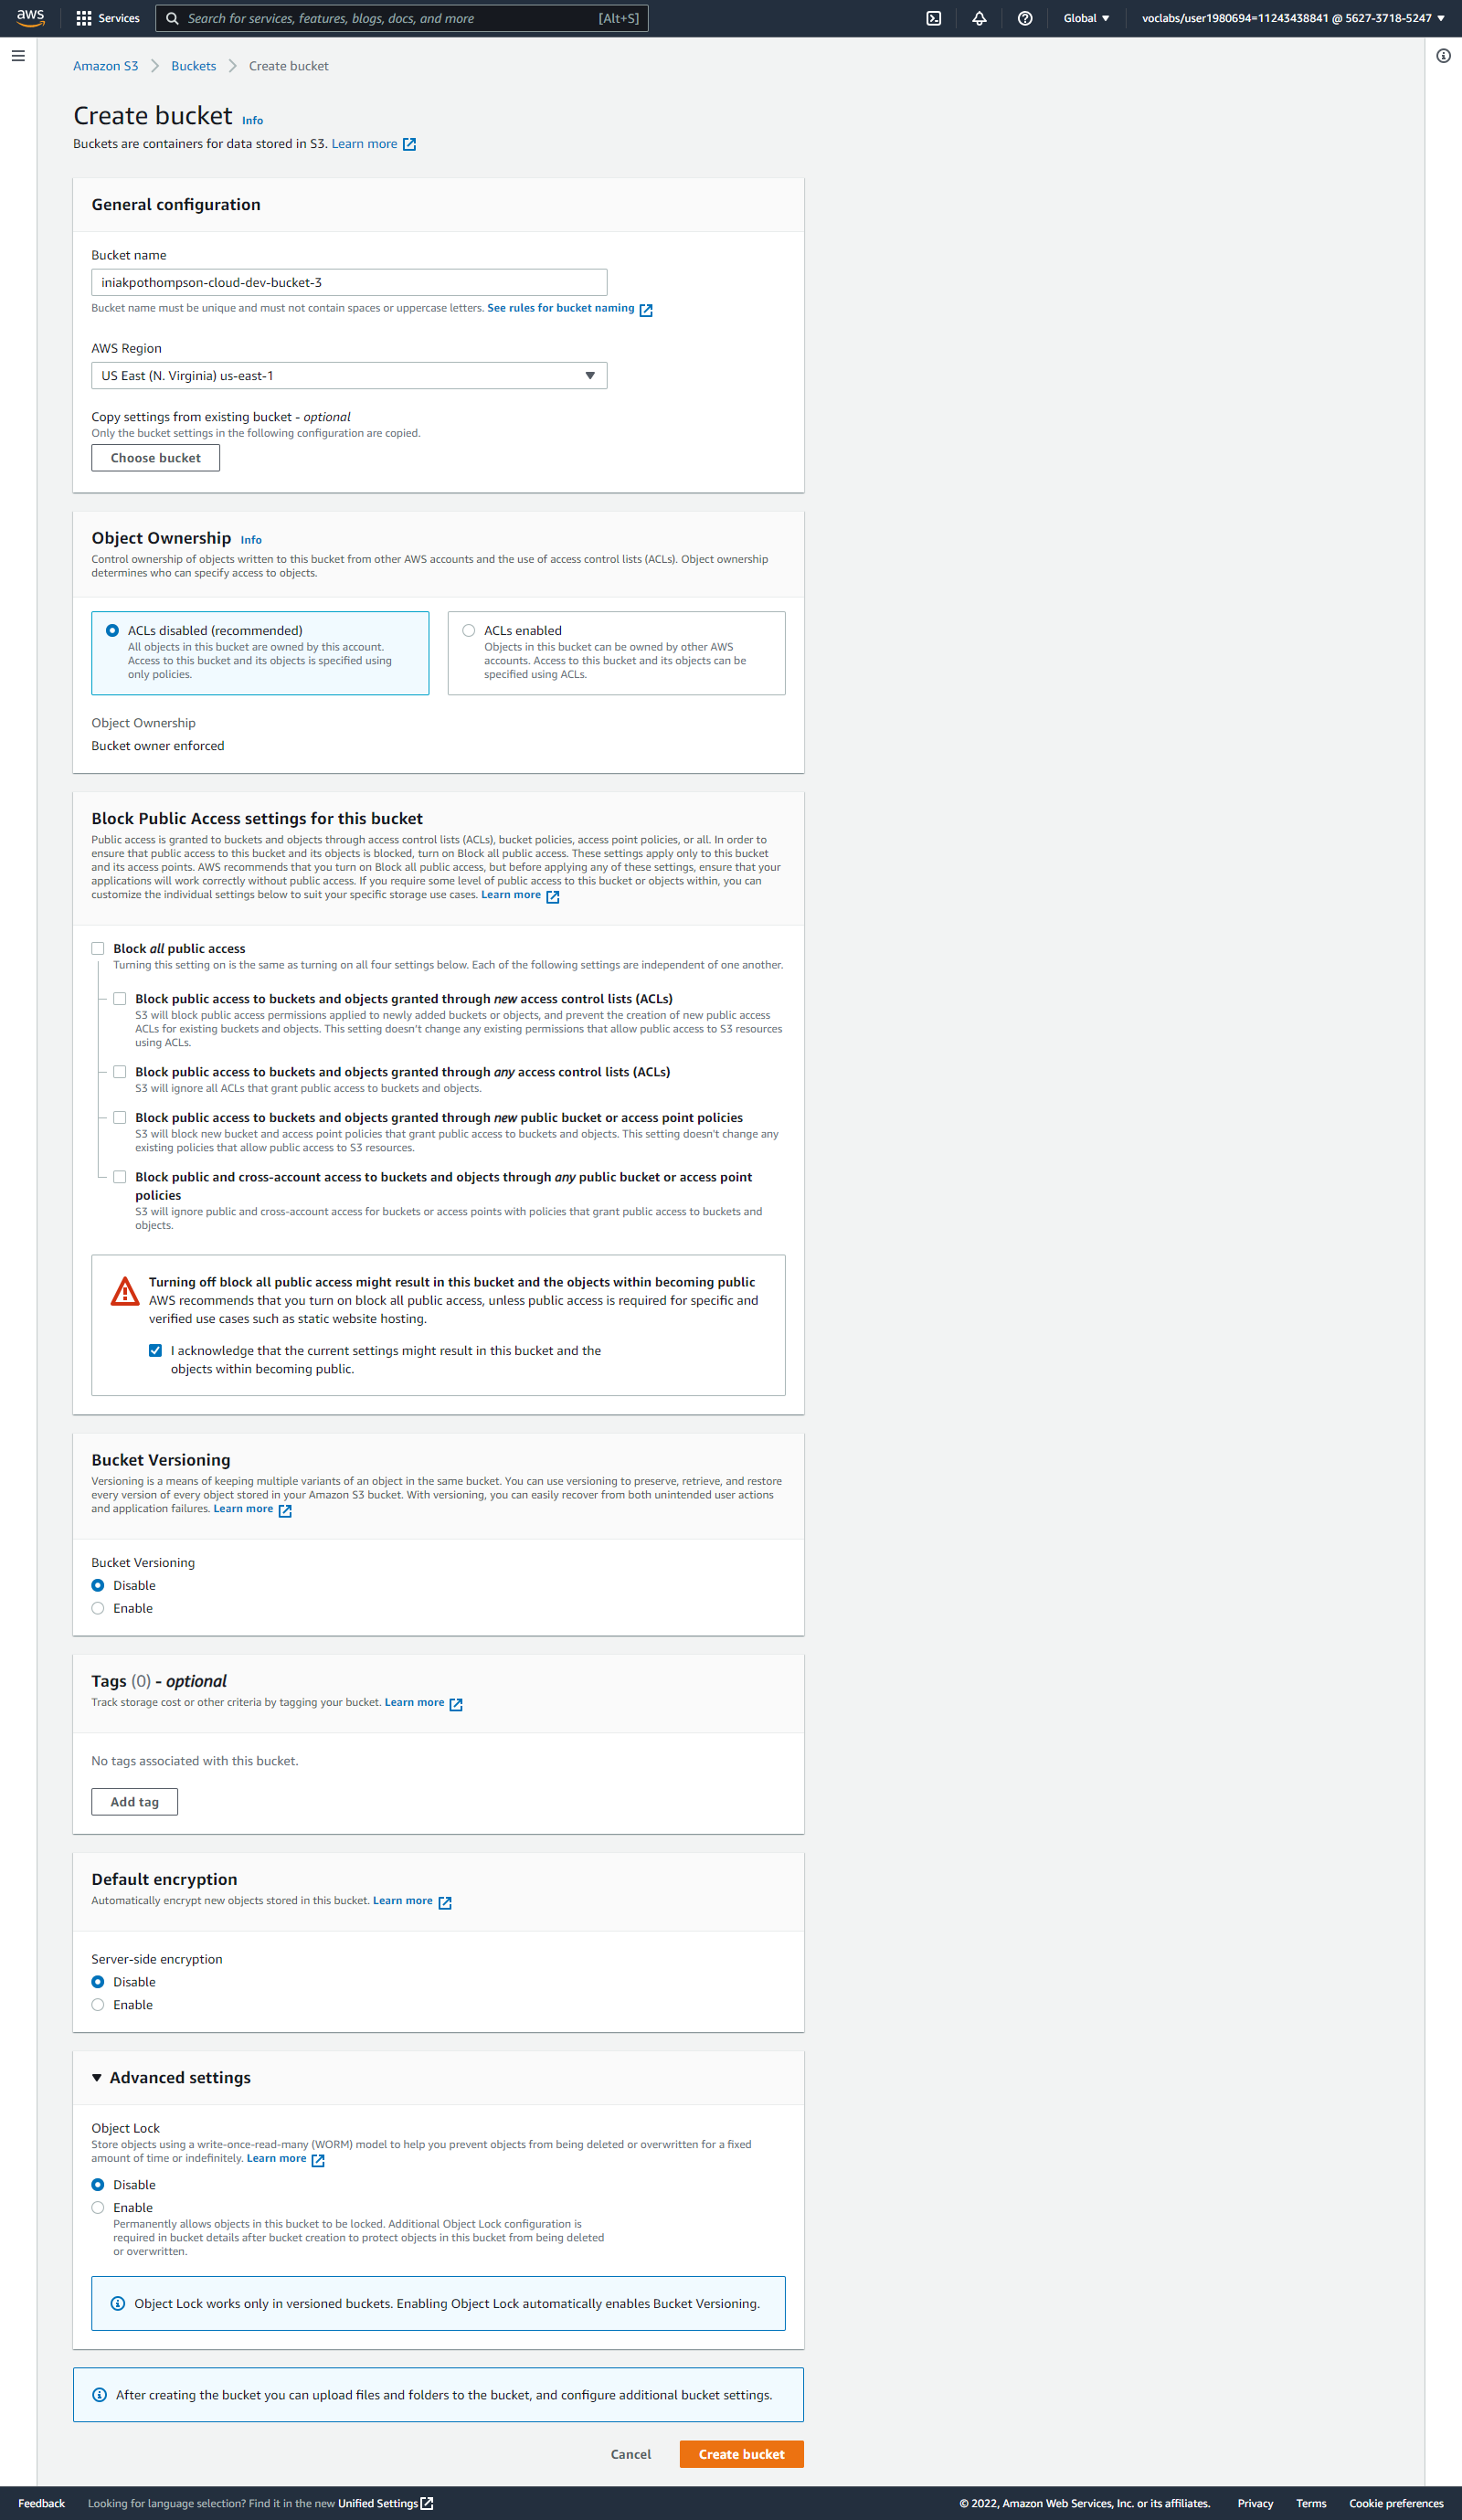 aws
Services
Search for services, features, blogs, docs, and more [Alt+S]
Global
voclabs/user1980694=11243438841 @ 5627-3718-5247
Amazon S3 > Buckets > Create bucket
Create bucket Info
Buckets are containers for data stored in S3. Learn more
General configuration
Bucket name
iniakpothompson-cloud-dev-bucket-3
Bucket name must be unique and must not contain spaces or uppercase letters. See rules for bucket naming
AWS Region
US East (N. Virginia) us-east-1
Copy settings from existing bucket - optional
Only the bucket settings in the following configuration are copied.
Choose bucket
Object Ownership Info
Control ownership of objects written to this bucket from other AWS accounts and the use of access control lists (ACLs). Object ownership
determines who can specify access to objects.
ACLs disabled (recommended)
All objects in this bucket are owned by this account.
Access to this bucket and its objects is specified using
only policies.
ACLs enabled
Objects in this bucket can be owned by other AWS
accounts. Access to this bucket and its objects can be
specified using ACLs.
Object Ownership
Bucket owner enforced
Block Public Access settings for this bucket
Public access is granted to buckets and objects through access control lists (ACLs), bucket policies, access point policies, or all. In order to
ensure that public access to this bucket and its objects is blocked, turn on Block all public access. These settings apply only to this bucket
and its access points. AWS recommends that you turn on Block all public access, but before applying any of these settings, ensure that your
applications will work correctly without public access. If you require some level of public access to this bucket or objects within, you can
customize the individual settings below to suit your specific storage use cases. Learn more
Block all public access
Turning this setting on is the same as turning on all four settings below. Each of the following settings are independent of one another.
Block public access to buckets and objects granted through new access control lists (ACLs)
S3 will block public access permissions applied to newly added buckets or objects, and prevent the creation of new public access
ACLs for existing buckets and objects. This setting doesn't change any existing permissions that allow public access to S3 resources
using ACLs.
Block public access to buckets and objects granted through any access control lists (ACLs)
S3 will ignore all ACLs that grant public access to buckets and objects.
Block public access to buckets and objects granted through new public bucket or access point policies
S3 will block new bucket and access point policies that grant public access to buckets and objects. This setting doesn't change any
existing policies that allow public access to S3 resources.
Block public and cross-account access to buckets and objects through any public bucket or access point
policies
S3 will ignore public and cross-account access for buckets or access points with policies that grant public access to buckets and
objects.
Turning off block all public access might result in this bucket and the objects within becoming public
AWS recommends that you turn on block all public access, unless public access is required for specific and
verified use cases such as static website hosting.
I acknowledge that the current settings might result in this bucket and the
objects within becoming public.
Bucket Versioning
Versioning is a means of keeping multiple variants of an object in the same bucket. You can use versioning to preserve, retrieve, and restore
every version of every object stored in your Amazon S3 bucket. With versioning, you can easily recover from both unintended user actions
and application failures. Learn more
Bucket Versioning
Disable
Enable
Tags (0) - optional
Track storage cost or other criteria by tagging your bucket. Learn more
No tags associated with this bucket.
Add tag
Default encryption
Automatically encrypt new objects stored in this bucket. Learn more
Server-side encryption
Disable
Enable
Advanced settings
Object Lock
Store objects using a write-once-read-many (WORM) model to help you prevent objects from being deleted or overwritten for a fixed
amount of time or indefinitely. Learn more
Disable
Enable
Permanently allows objects in this bucket to be locked. Additional Object Lock configuration is
required in bucket details after bucket creation to protect objects in this bucket from being deleted
or overwritten.
Object Lock works only in versioned buckets. Enabling Object Lock automatically enables Bucket Versioning.
After creating the bucket you can upload files and folders to the bucket, and configure additional bucket settings.
Cancel
Create bucket
Feedback
Looking for language selection? Find it in the new Unified Settings
© 2022, Amazon Web Services, Inc. or its affiliates.
Privacy
Terms
Cookie preferences